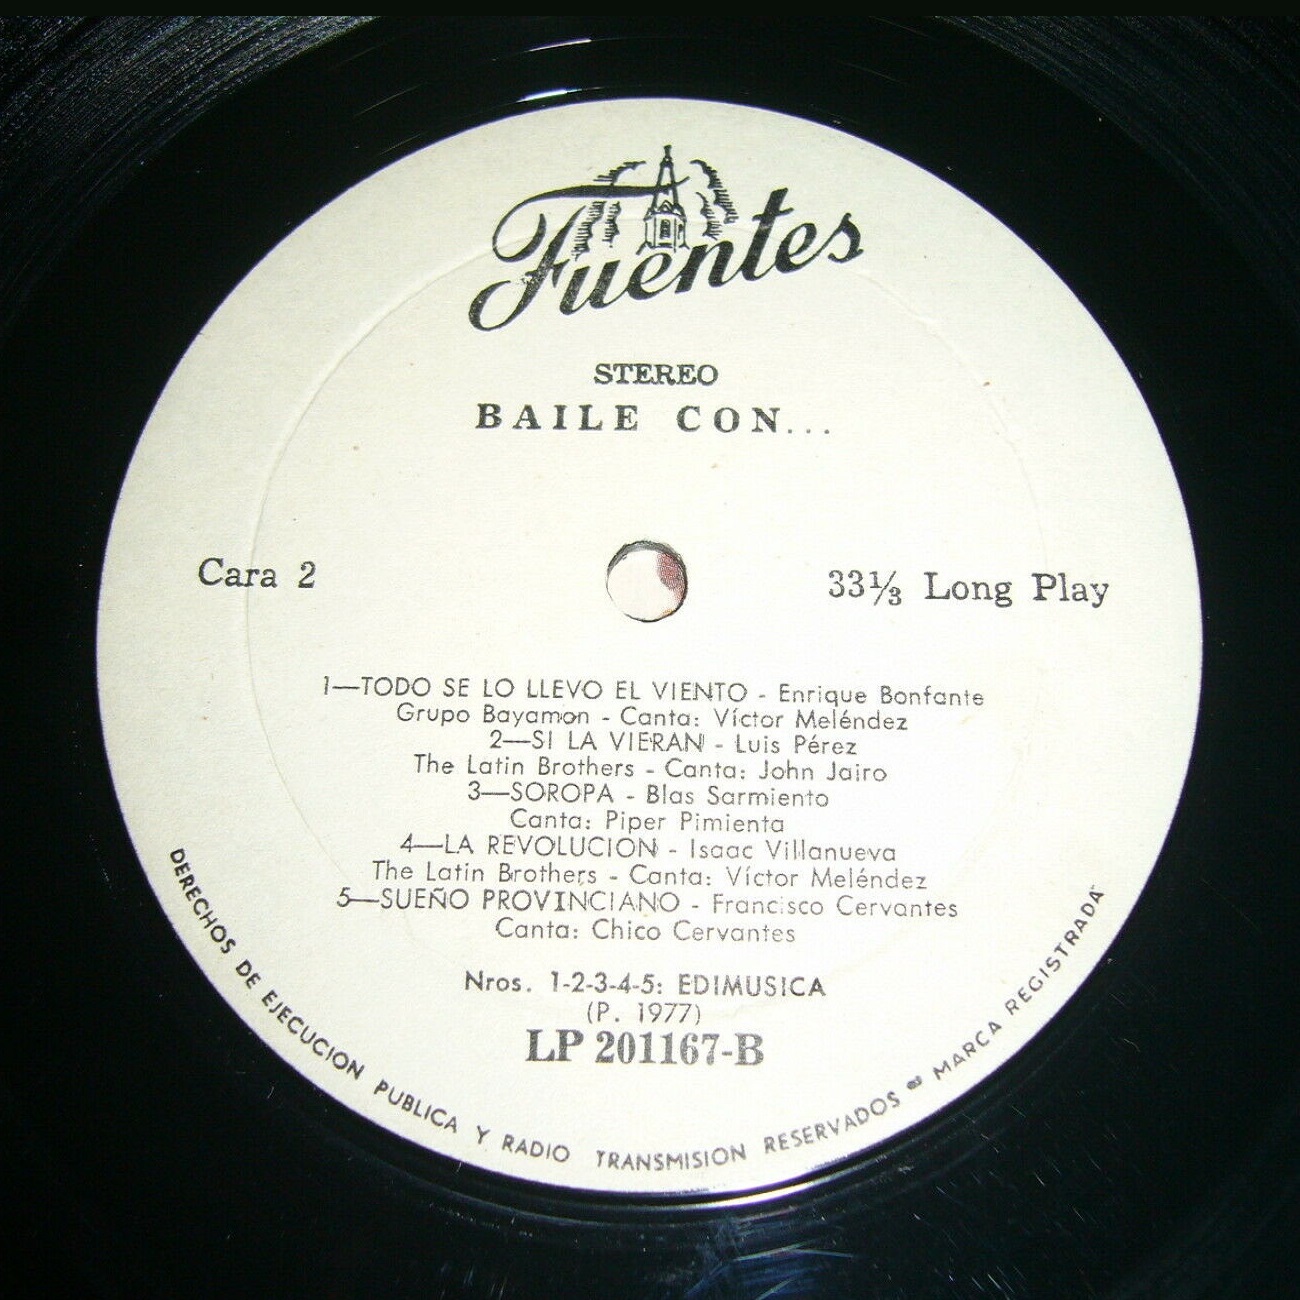 Fuentes
STEREO
BAILE CON...
Cara 2
33⅓ Long Play
1—TODO SE LO LLEVO EL VIENTO - Enrique Bonfante
Grupo Bayamon - Canta: Víctor Meléndez
2—SI LA VIERAN - Luis Pérez
The Latin Brothers - Canta: John Jairo
3—SOROPA - Blas Sarmiento
Canta: Piper Pimienta
4—LA REVOLUCION - Isaac Villanueva
The Latin Brothers - Canta: Víctor Meléndez
5—SUEÑO PROVINCIANO - Francisco Cervantes
Canta: Chico Cervantes
Nros. 1-2-3-4-5: EDIMUSICA
(P. 1977)
LP 201167-B
DERECHOS DE EJECUCION PUBLICA Y RADIO TRANSMISION RESERVADOS MARCA REGISTRADA